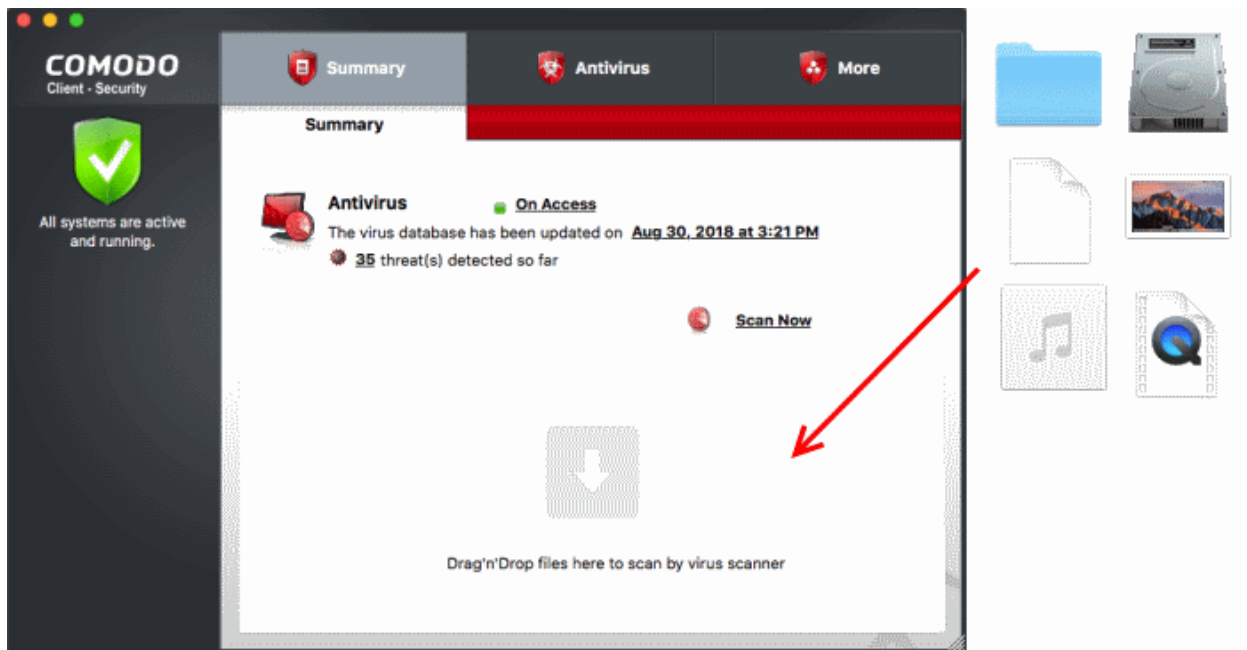 COMODO
Client - Security
Summary
Antivirus
More
Summary
All systems are active
and running.
Antivirus
On Access
The virus database has been updated on Aug 30, 2018 at 3:21 PM
35 threat(s) detected so far
Scan Now
Drag'n'Drop files here to scan by virus scanner